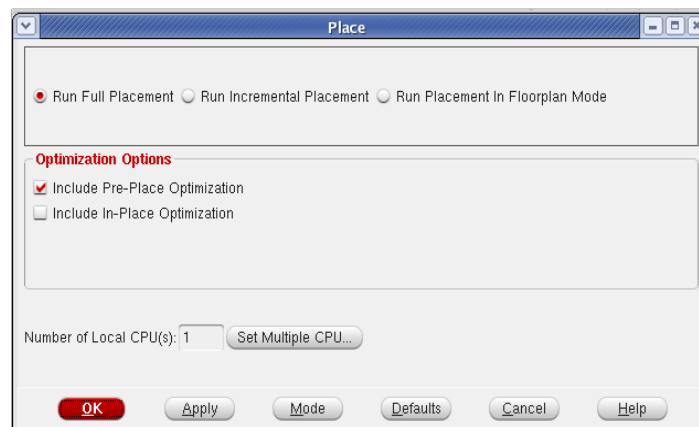 Place
Run Full Placement Run Incremental Placement Run Placement In Floorplan Mode
Optimization Options
Include Pre-Place Optimization
Include In-Place Optimization
Number of Local CPU(s): 1 Set Multiple CPU...
OK Apply Mode Defaults Cancel Help